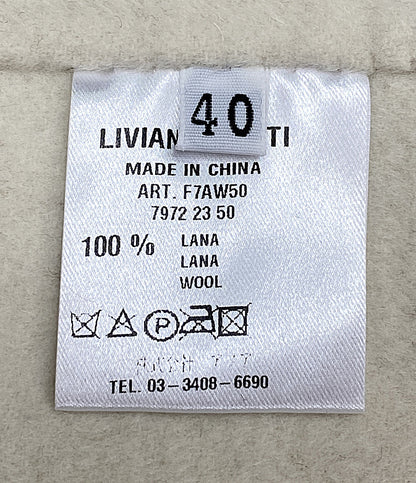 40
LIVIAN TI
MADE IN CHINA
ART. F7AW50
7972 23 50
100 % LANA
LANA
WOOL
P
TEL. 03-3408-6690